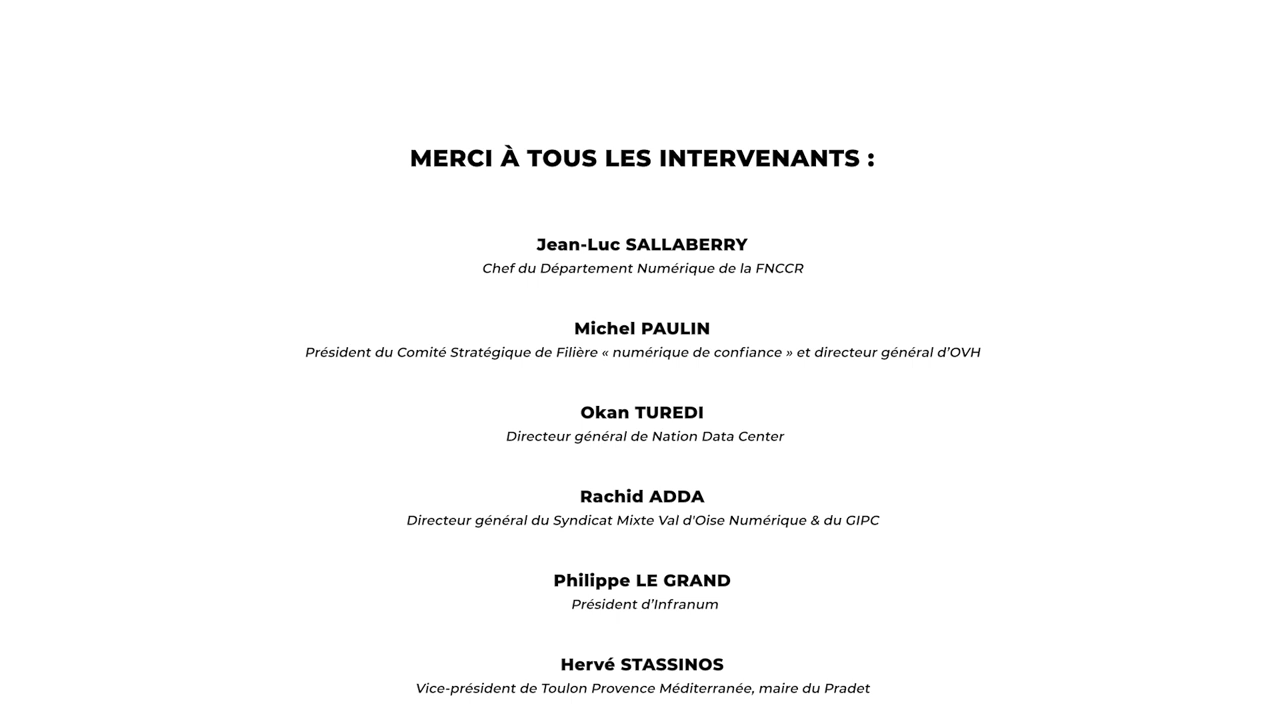 MERCI À TOUS LES INTERVENANTS :
Jean-Luc SALLABERRY
Chef du Département Numérique de la FNCCR
Michel PAULIN
Président du Comité Stratégique de Filière « numérique de confiance » et directeur général d’OVH
Okan TUREDI
Directeur général de Nation Data Center
Rachid ADDA
Directeur général du Syndicat Mixte Val d'Oise Numérique & du GIPC
Philippe LE GRAND
Président d’Infranum
Hervé STASSINOS
Vice-président de Toulon Provence Méditerranée, maire du Pradet